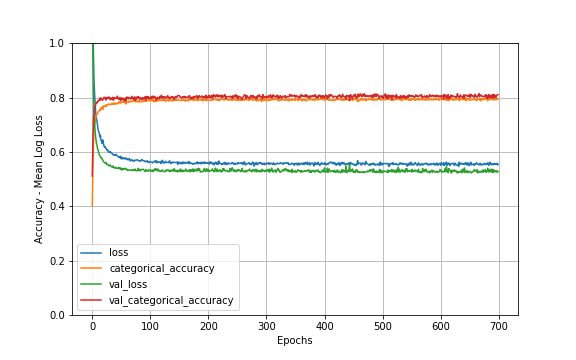 1.0
0.8
0.6
0.4
0.2
0.0
Accuracy - Mean Log Loss
loss
categorical_accuracy
val_loss
val_categorical_accuracy
0 100 200 300 400 500 600 700
Epochs